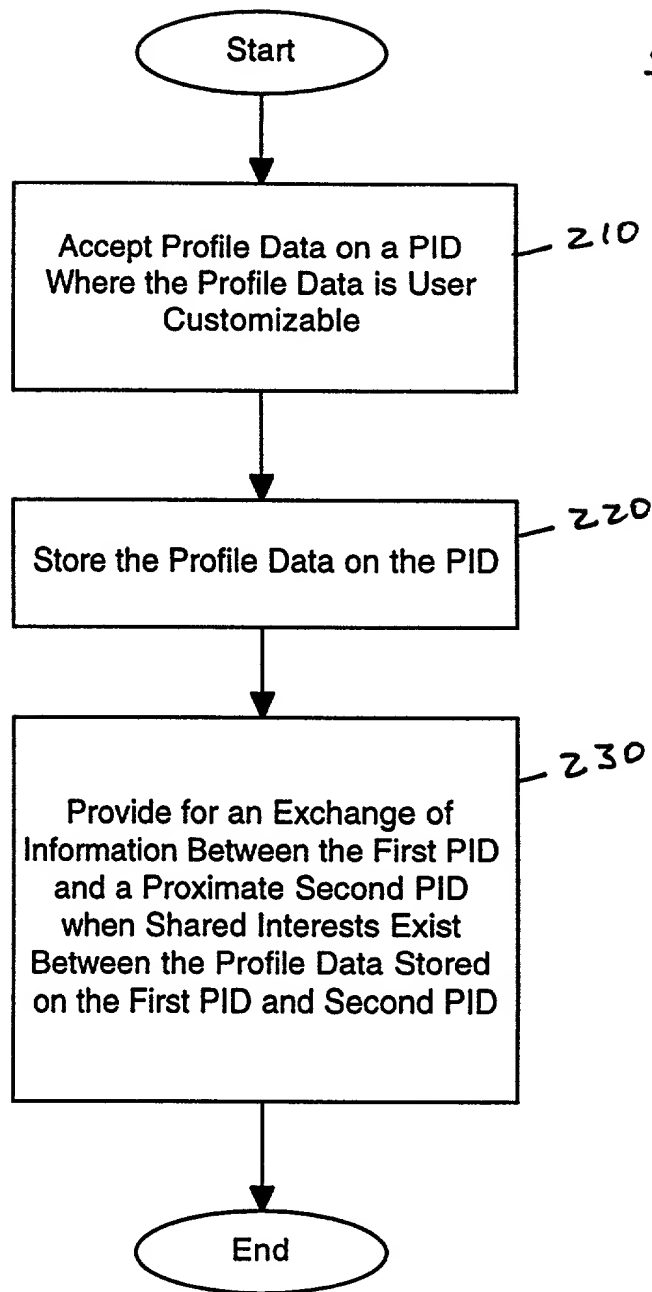 Start
Accept Profile Data on a PID
Where the Profile Data is User
Customizable
210
Store the Profile Data on the PID
220
Provide for an Exchange of
Information Between the First PID
and a Proximate Second PID
when Shared Interests Exist
Between the Profile Data Stored
on the First PID and Second PID
230
End